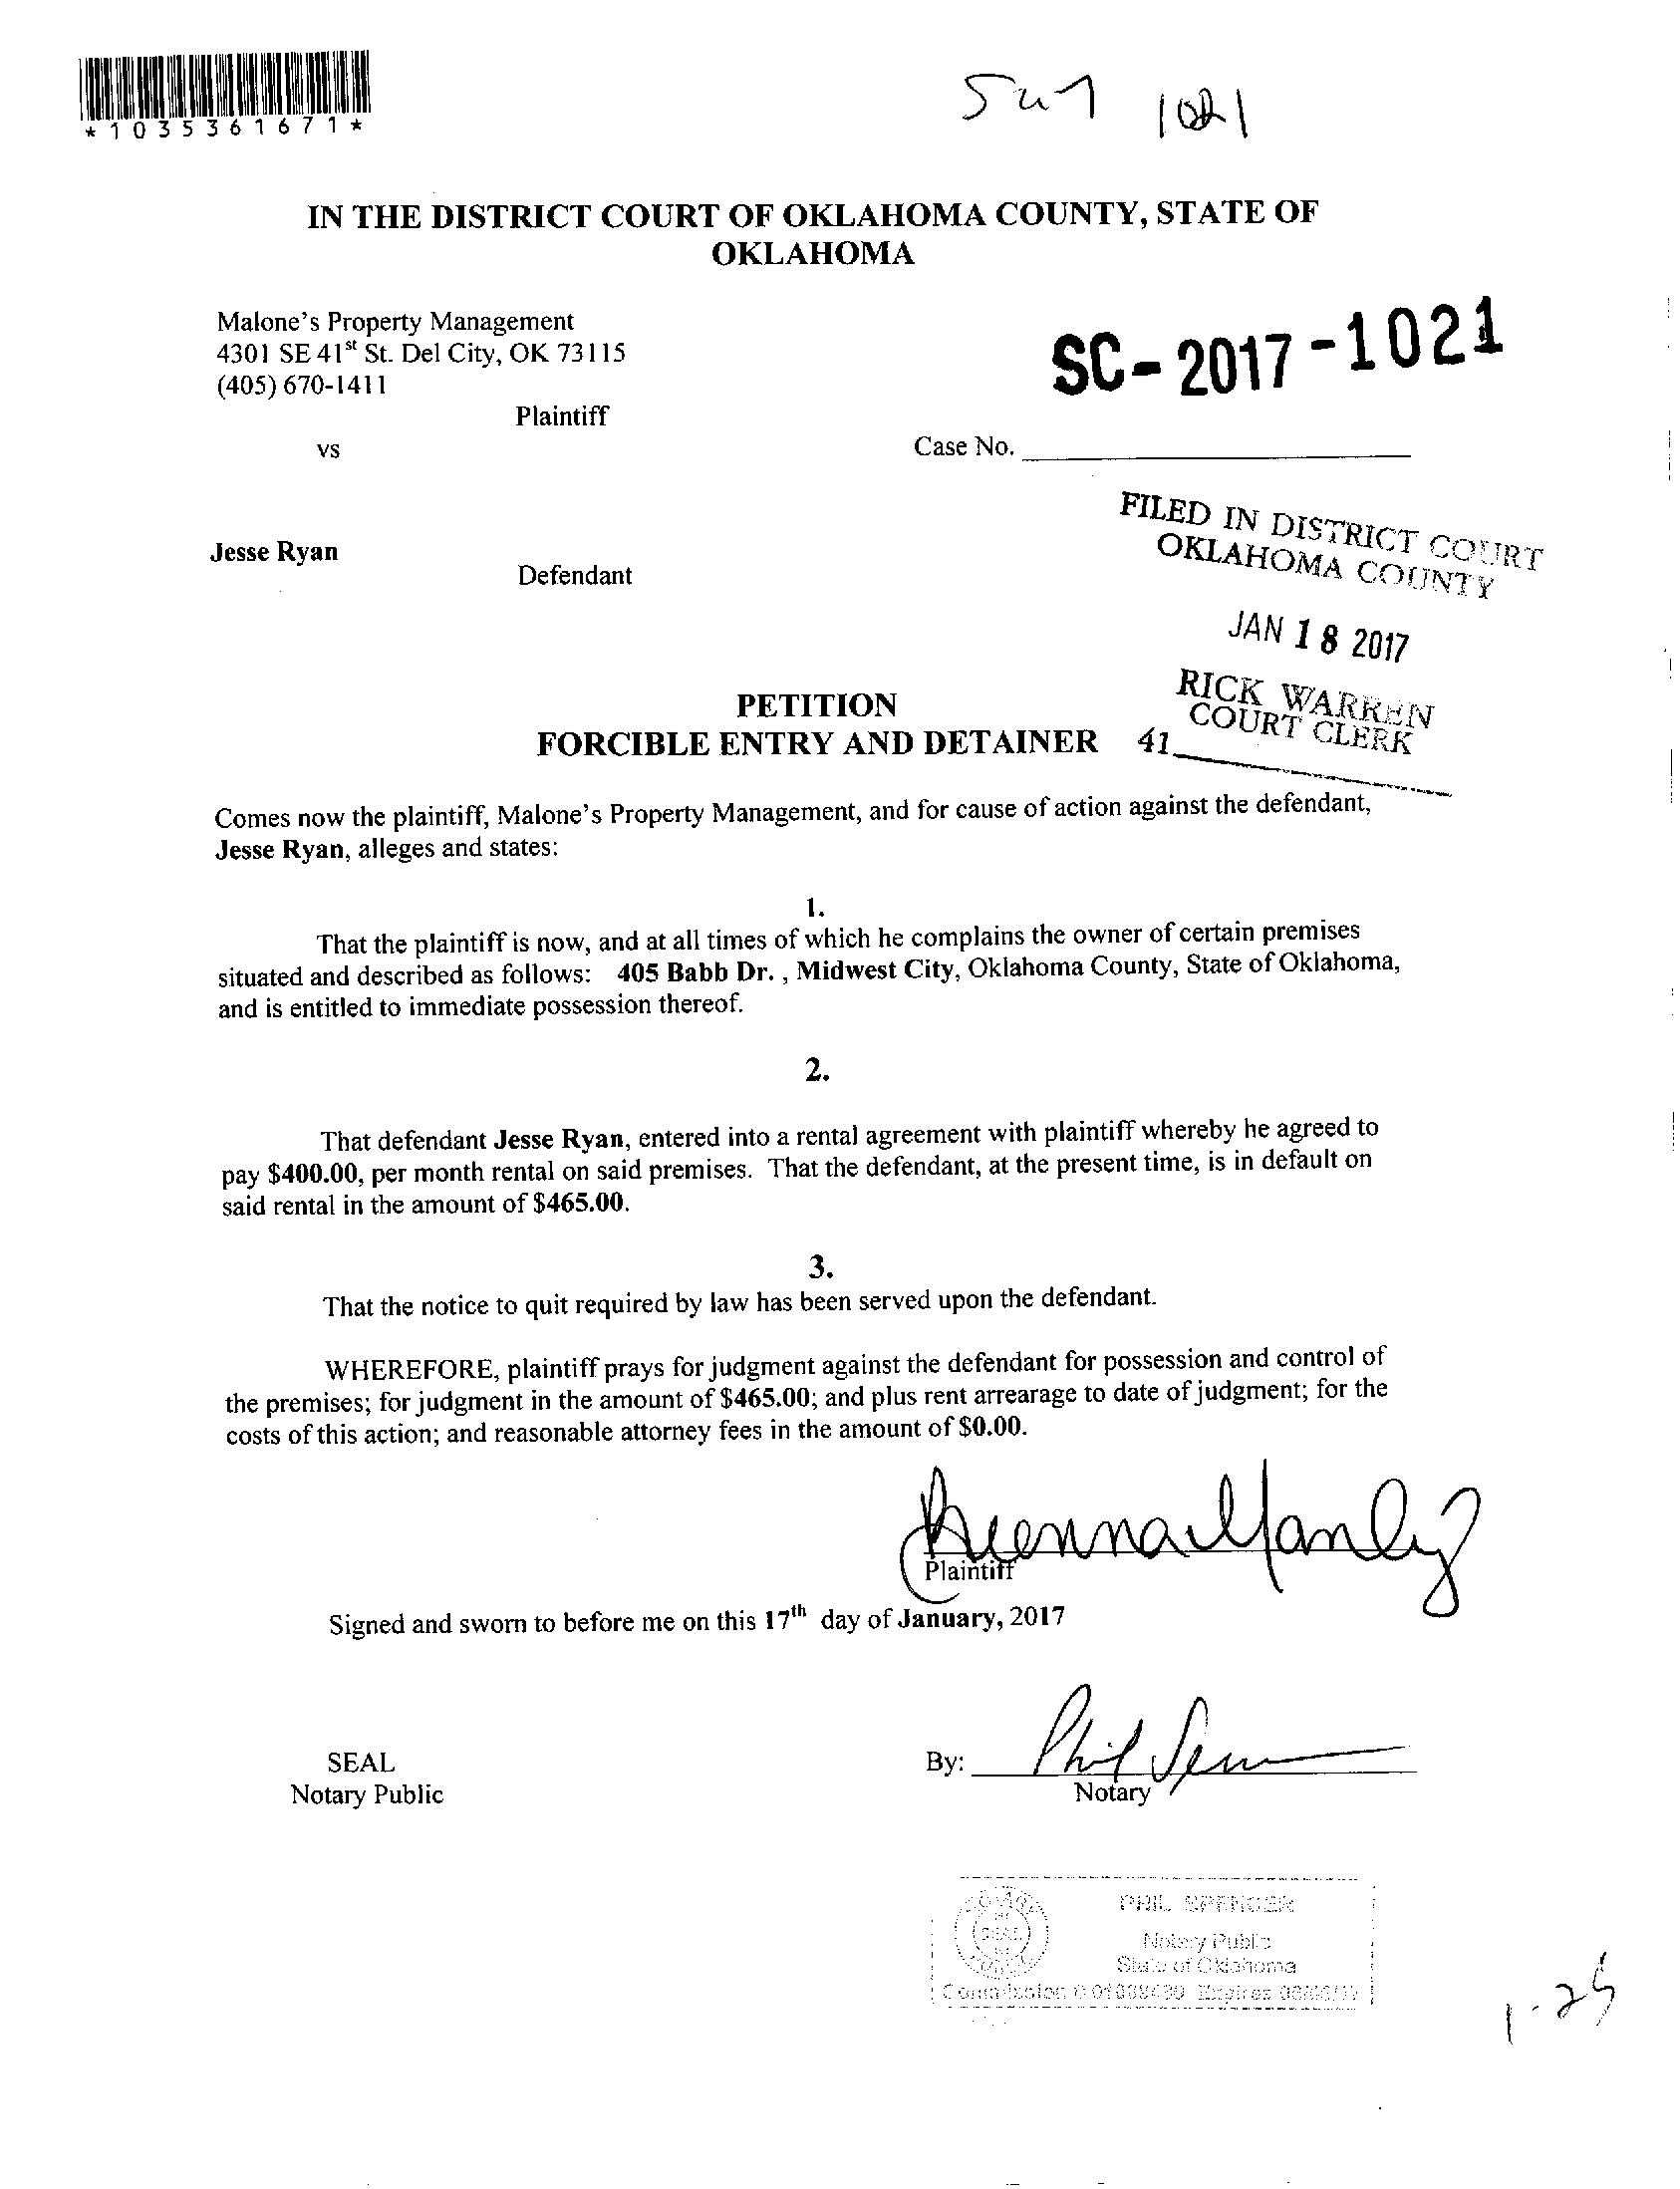 *1035361671*
1021
IN THE DISTRICT COURT OF OKLAHOMA COUNTY, STATE OF
OKLAHOMA
Malone's Property Management
4301 SE 41st St. Del City, OK 73115
(405) 670-1411
Plaintiff
vs
SC-2017-1021
Case No.
Jesse Ryan
Defendant
FILED IN DISTRICT COURT
OKLAHOMA COUNTY
JAN 18 2017
RICK WARREN
COURT CLERK
41
PETITION
FORCIBLE ENTRY AND DETAINER
Comes now the plaintiff, Malone's Property Management, and for cause of action against the defendant,
Jesse Ryan, alleges and states:
1.
That the plaintiff is now, and at all times of which he complains the owner of certain premises
situated and described as follows: 405 Babb Dr. , Midwest City, Oklahoma County, State of Oklahoma,
and is entitled to immediate possession thereof.
2.
That defendant Jesse Ryan, entered into a rental agreement with plaintiff whereby he agreed to
pay $400.00, per month rental on said premises. That the defendant, at the present time, is in default on
said rental in the amount of $465.00.
3.
That the notice to quit required by law has been served upon the defendant.
WHEREFORE, plaintiff prays for judgment against the defendant for possession and control of
the premises; for judgment in the amount of $465.00; and plus rent arrearage to date of judgment; for the
costs of this action; and reasonable attorney fees in the amount of $0.00.
Plaintiff
Signed and sworn to before me on this 17th day of January, 2017
SEAL
Notary Public
By:
Notary
PHIL SPENCER
Notary Public
State of Oklahoma
Commission Expires
1-25